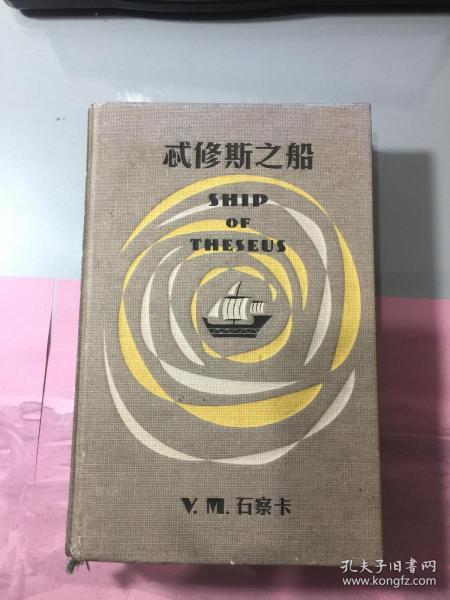 忒修斯之船
SHIP
OF
THESEUS
V. M. 石察卡
孔夫子旧书网
www.kongfz.com